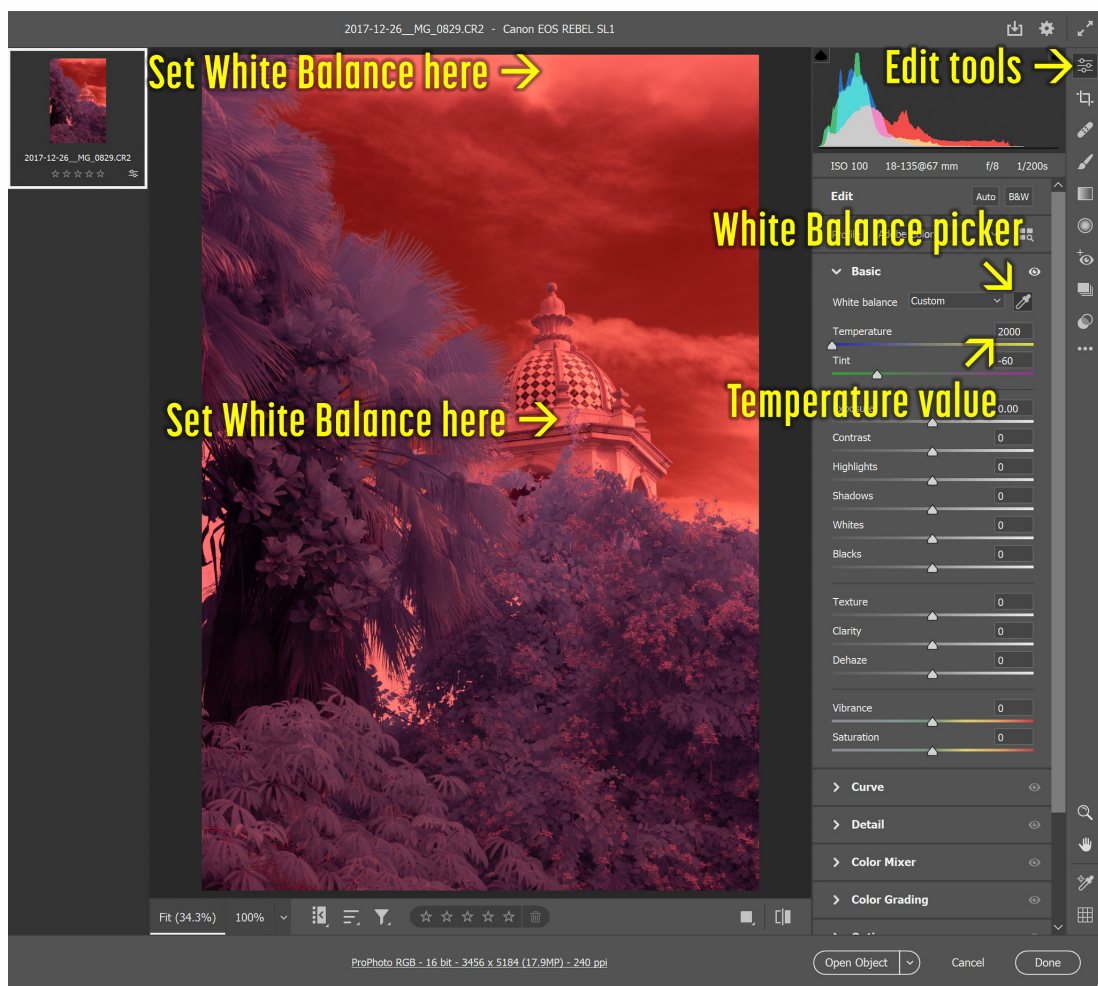 2017-12-26__MG_0829.CR2 - Canon EOS REBEL SL1
2017-12-26__MG_0829.CR2
Set White Balance here
Edit tools
ISO 100 18-135@67 mm f/8 1/200s
Edit Auto B&W
White Balance picker
Basic
White balance Custom
Temperature 2000
Tint -60
Temperature value
0.00
Set White Balance here
Contrast 0
Highlights 0
Shadows 0
Whites 0
Blacks 0
Texture 0
Clarity 0
Dehaze 0
Vibrance 0
Saturation 0
Curve
Detail
Color Mixer
Color Grading
Fit (34.3%) 100%
ProPhoto RGB - 16 bit - 3456 x 5184 (17.9MP) - 240 ppi
Open Object Cancel Done